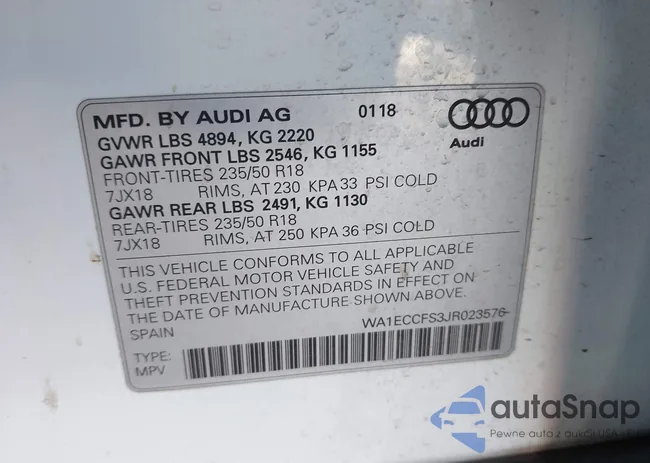 MFD. BY AUDI AG 0118
GVWR LBS 4894, KG 2220
GAWR FRONT LBS 2546, KG 1155
FRONT-TIRES 235/50 R18
7JX18 RIMS, AT 230 KPA 33 PSI COLD
GAWR REAR LBS 2491, KG 1130
REAR-TIRES 235/50 R18
7JX18 RIMS, AT 250 KPA 36 PSI COLD
Audi
THIS VEHICLE CONFORMS TO ALL APPLICABLE
U.S. FEDERAL MOTOR VEHICLE SAFETY AND
THEFT PREVENTION STANDARDS IN EFFECT ON
THE DATE OF MANUFACTURE SHOWN ABOVE.
SPAIN WA1ECCFS3JR023576
TYPE:
MPV
autaSnap
Pewne auta z aukcji USA